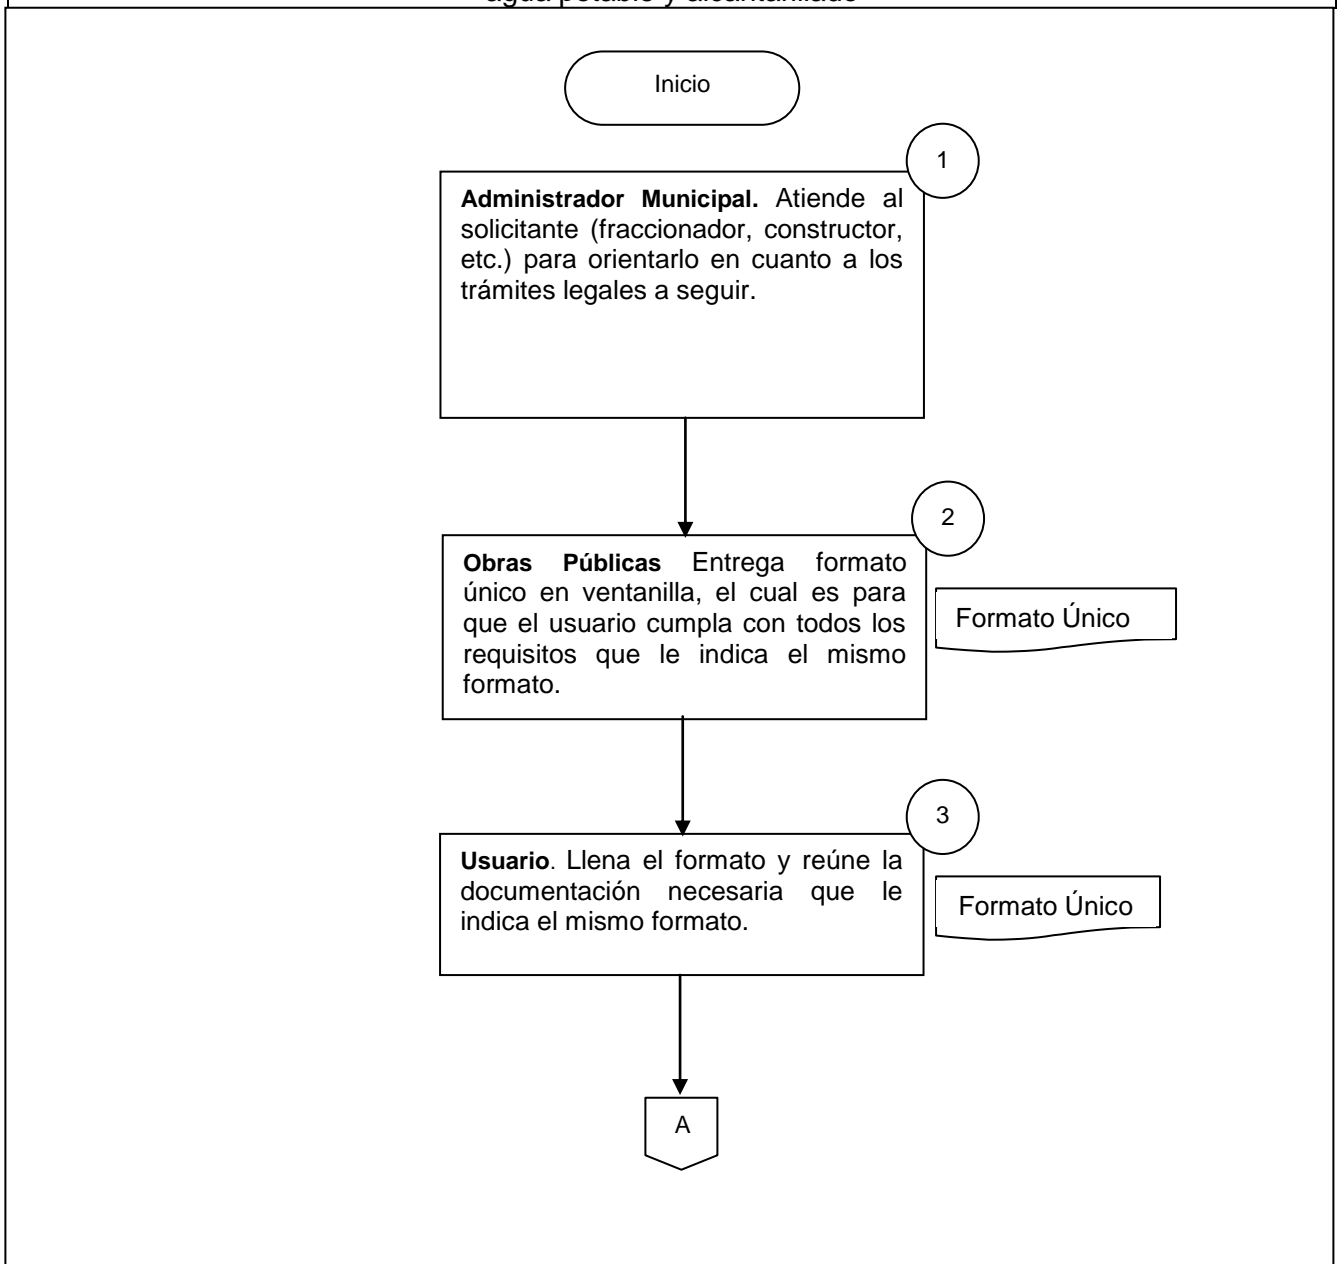 agua potable y alcantarillado
Inicio
1
Administrador Municipal. Atiende al
solicitante (fraccionador, constructor,
etc.) para orientarlo en cuanto a los
trámites legales a seguir.
2
Obras Públicas Entrega formato
único en ventanilla, el cual es para
que el usuario cumpla con todos los
requisitos que le indica el mismo
formato.
Formato Único
3
Usuario. Llena el formato y reúne la
documentación necesaria que le
indica el mismo formato.
Formato Único
A